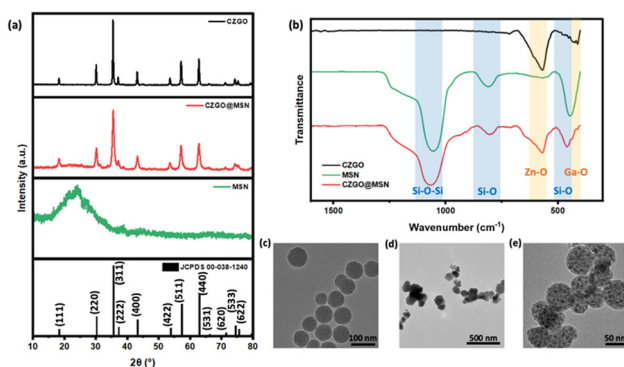 (a)
CZGO
CZGO@MSN
MSN
JCPDS 00-038-1240
(111)
(220)
(311)
(222)
(400)
(422)
(511)
(440)
(531)
(620)
(533)
(622)
Intensity (a.u.)
10 20 30 40 50 60 70 80
2θ (°)
(b)
Transmittance
CZGO
MSN
CZGO@MSN
Si-O-Si
Si-O
Zn-O
Si-O
Ga-O
1500 1000 500
Wavenumber (cm-1)
(c)
100 nm
(d)
500 nm
(e)
50 nm